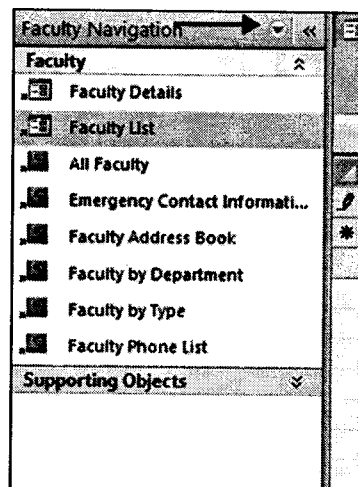 Faculty Navigation
Faculty
Faculty Details
Faculty List
All Faculty
Emergency Contact Informati...
Faculty Address Book
Faculty by Department
Faculty by Type
Faculty Phone List
Supporting Objects